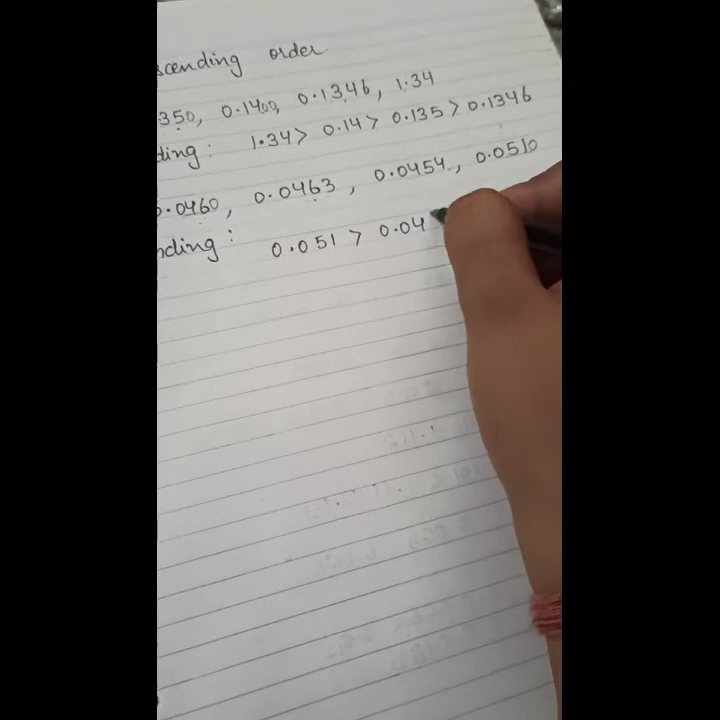 scending order
350, 0.1400, 0.1346, 1.34
ding: 1.34 > 0.14 > 0.135 > 0.1346
0.0460, 0.0463, 0.0454, 0.0510
nding: 0.051 > 0.04